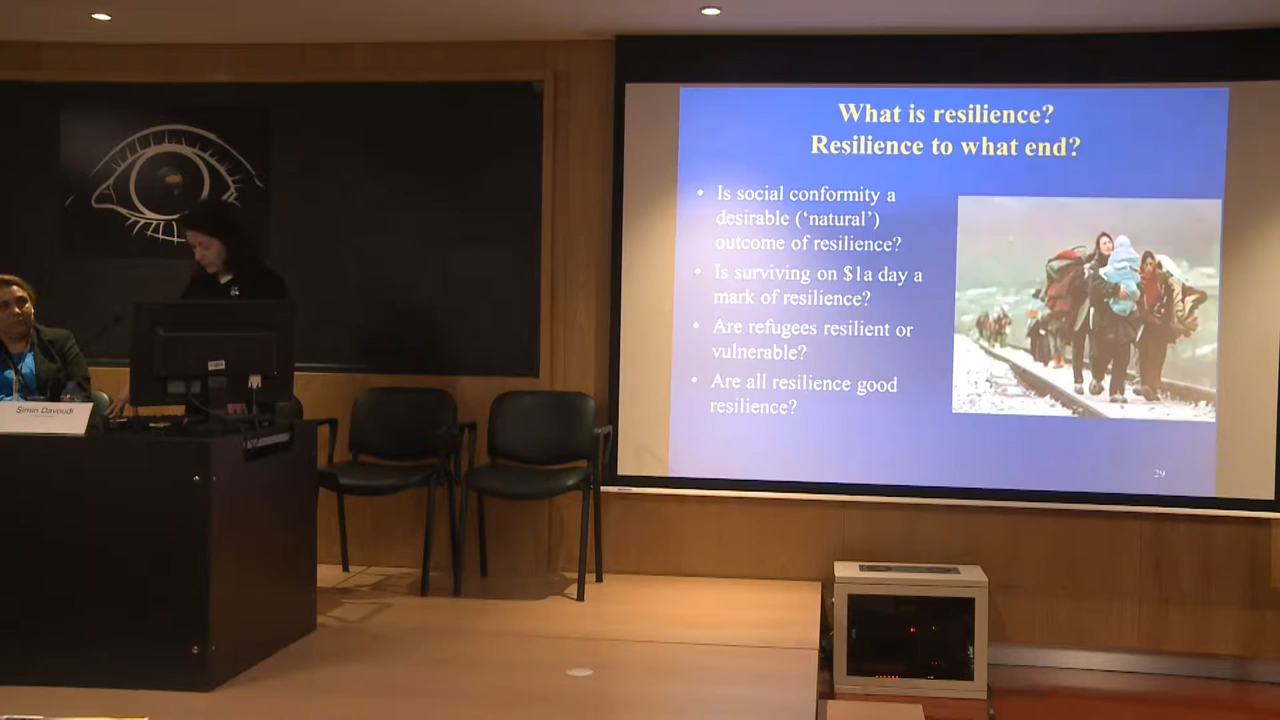 What is resilience?
Resilience to what end?
• Is social conformity a
desirable (‘natural’)
outcome of resilience?
• Is surviving on $1a day a
mark of resilience?
• Are refugees resilient or
vulnerable?
• Are all resilience good
resilience?
29
Simin Davoudi